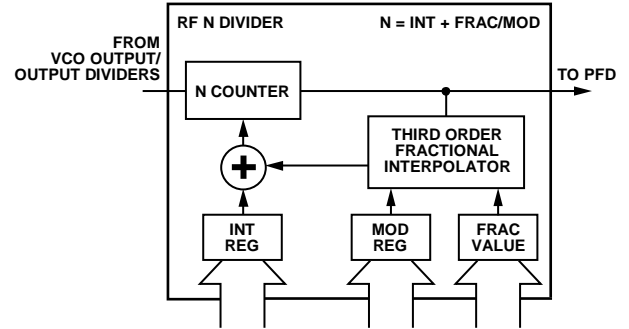 RF N DIVIDER
N = INT + FRAC/MOD
FROM
VCO OUTPUT/
OUTPUT DIVIDERS
N COUNTER
TO PFD
THIRD ORDER
FRACTIONAL
INTERPOLATOR
+
INT
REG
MOD
REG
FRAC
VALUE